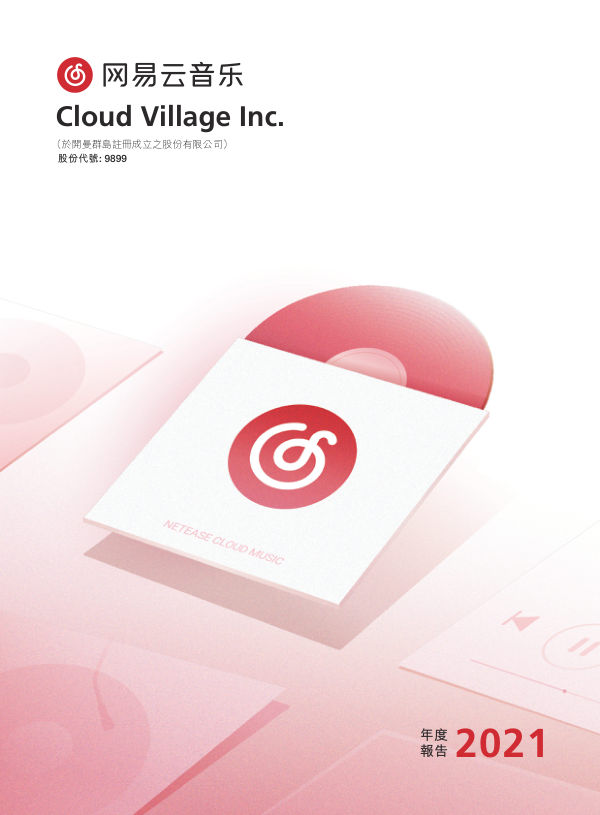 网易云音乐
Cloud Village Inc.
（於開曼群島註冊成立之股份有限公司）
股份代號: 9899
NETEASE CLOUD MUSIC
年度
報告
2021